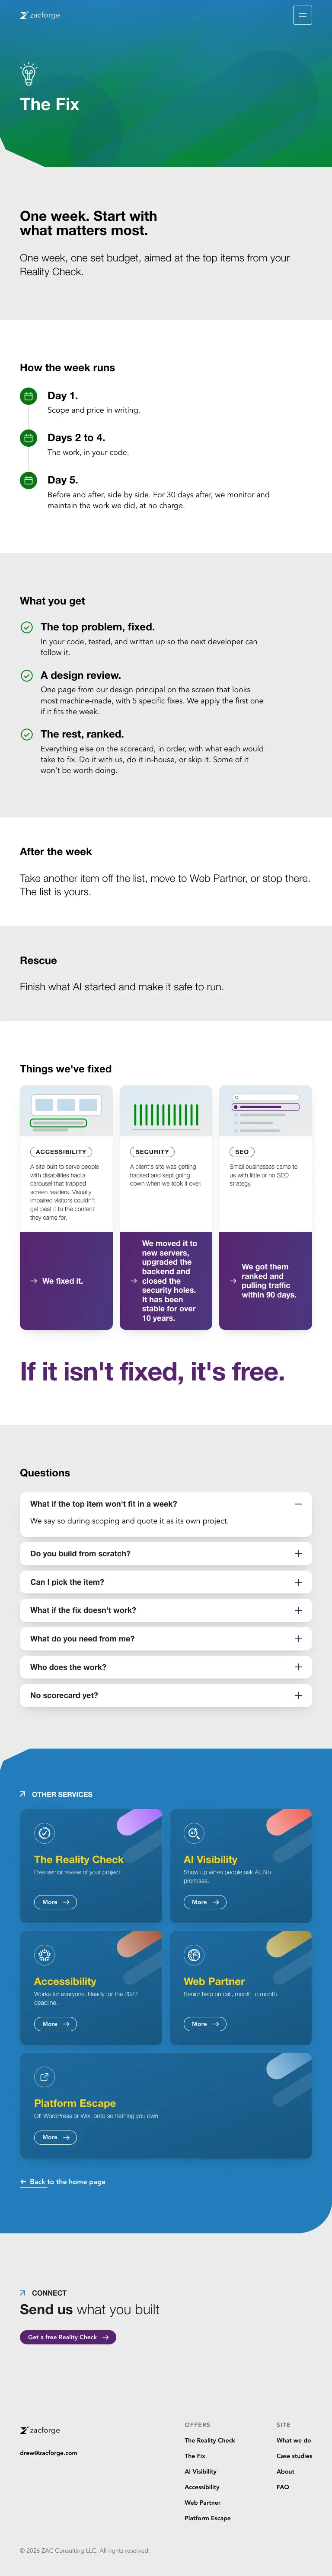 zacforge
The Fix
One week. Start with
what matters most.
One week, one set budget, aimed at the top items from your
Reality Check.
How the week runs
Day 1.
Scope and price in writing.
Days 2 to 4.
The work, in your code.
Day 5.
Before and after, side by side. For 30 days after, we monitor and
maintain the work we did, at no charge.
What you get
The top problem, fixed.
In your code, tested, and written up so the next developer can
follow it.
A design review.
One page from our design principal on the screen that looks
most machine-made, with 5 specific fixes. We apply the first one
if it fits the week.
The rest, ranked.
Everything else on the scorecard, in order, with what each would
take to fix. Do it with us, do it in-house, or skip it. Some of it
won't be worth doing.
After the week
Take another item off the list, move to Web Partner, or stop there.
The list is yours.
Rescue
Finish what AI started and make it safe to run.
Things we've fixed
ACCESSIBILITY
A site built to serve people
with disabilities had a
carousel that trapped
screen readers. Visually
impaired visitors couldn't
get past it to the content
they came for.
We fixed it.
SECURITY
A client's site was getting
hacked and kept going
down when we took it over.
We moved it to
new servers,
upgraded the
backend and
closed the
security holes.
It has been
stable for over
10 years.
SEO
Small businesses came to
us with little or no SEO
strategy.
We got them
ranked and
pulling traffic
within 90 days.
If it isn't fixed, it's free.
Questions
What if the top item won't fit in a week?
We say so during scoping and quote it as its own project.
Do you build from scratch?
Can I pick the item?
What if the fix doesn't work?
What do you need from me?
Who does the work?
No scorecard yet?
OTHER SERVICES
The Reality Check
Free senior review of your project
More
AI Visibility
Show up when people ask AI. No
promises.
More
Accessibility
Works for everyone. Ready for the 2027
deadline.
More
Web Partner
Senior help on call, month to month
More
Platform Escape
Off WordPress or Wix, onto something you own
More
Back to the home page
CONNECT
Send us what you built
Get a free Reality Check
zacforge
drew@zacforge.com
OFFERS
The Reality Check
The Fix
AI Visibility
Accessibility
Web Partner
Platform Escape
SITE
What we do
Case studies
About
FAQ
© 2026 ZAC Consulting LLC. All rights reserved.